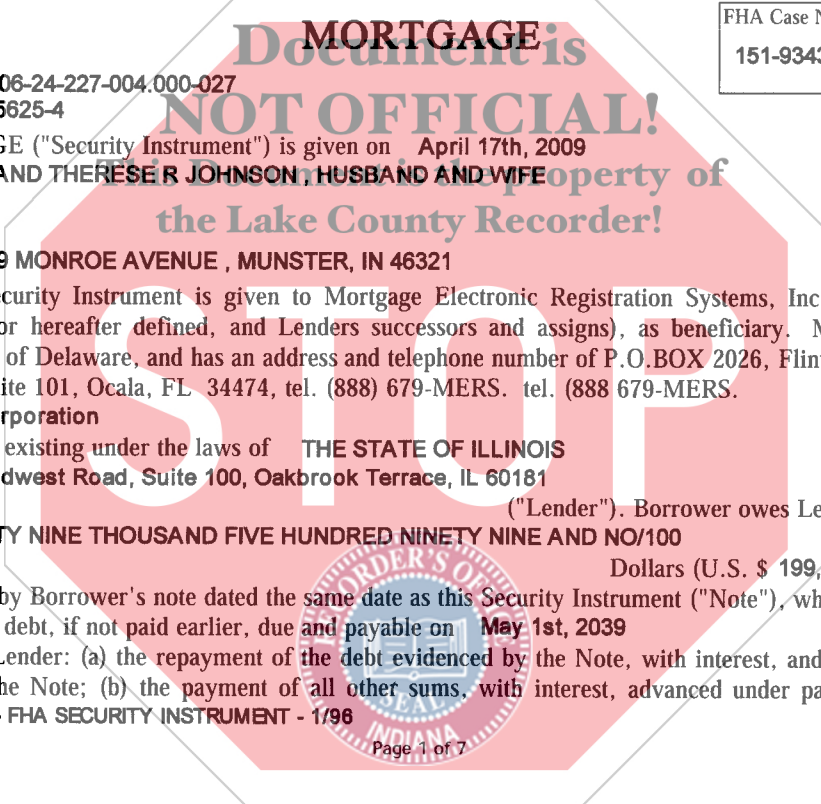 MORTGAGE
FHA Case N
151-9343
Document is
NOT OFFICIAL!
This Document is the property of
the Lake County Recorder!
06-24-227-004.000-027
5625-4
GE ("Security Instrument") is given on April 17th, 2009
AND THERESE R JOHNSON , HUSBAND AND WIFE
9 MONROE AVENUE , MUNSTER, IN 46321
curity Instrument is given to Mortgage Electronic Registration Systems, Inc
or hereafter defined, and Lenders successors and assigns), as beneficiary. M
of Delaware, and has an address and telephone number of P.O.BOX 2026, Flint
ite 101, Ocala, FL 34474, tel. (888) 679-MERS. tel. (888 679-MERS.
STOP
rporation
existing under the laws of THE STATE OF ILLINOIS
dwest Road, Suite 100, Oakbrook Terrace, IL 60181
("Lender"). Borrower owes Le
TY NINE THOUSAND FIVE HUNDRED NINETY NINE AND NO/100
Dollars (U.S. $ 199,
by Borrower's note dated the same date as this Security Instrument ("Note"), wh
debt, if not paid earlier, due and payable on May 1st, 2039
Lender: (a) the repayment of the debt evidenced by the Note, with interest, and
he Note; (b) the payment of all other sums, with interest, advanced under pa
- FHA SECURITY INSTRUMENT - 1/96
RECORDER'S OFFICE
SEAL
INDIANA
Page 1 of 7